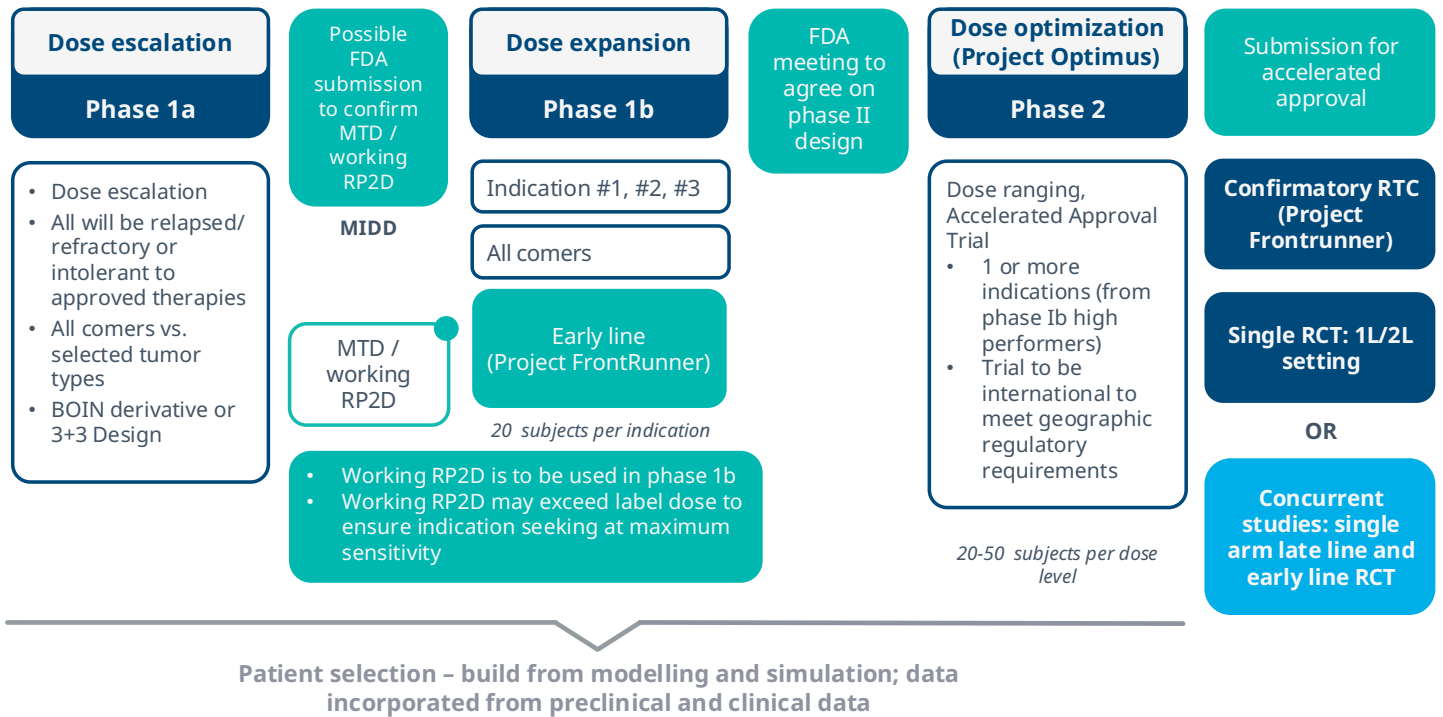 Dose escalation
Phase 1a
• Dose escalation
• All will be relapsed/
refractory or
intolerant to
approved therapies
• All comers vs.
selected tumor
types
• BOIN derivative or
3+3 Design
Possible
FDA
submission
to confirm
MTD /
working
RP2D
MIDD
MTD /
working
RP2D
Dose expansion
Phase 1b
Indication #1, #2, #3
All comers
Early line
(Project FrontRunner)
20 subjects per indication
• Working RP2D is to be used in phase 1b
• Working RP2D may exceed label dose to
ensure indication seeking at maximum
sensitivity
FDA
meeting to
agree on
phase II
design
Dose optimization
(Project Optimus)
Phase 2
Dose ranging,
Accelerated Approval
Trial
• 1 or more
indications (from
phase Ib high
performers)
• Trial to be
international to
meet geographic
regulatory
requirements
20-50 subjects per dose
level
Submission for
accelerated
approval
Confirmatory RTC
(Project
Frontrunner)
Single RCT: 1L/2L
setting
OR
Concurrent
studies: single
arm late line and
early line RCT
Patient selection – build from modelling and simulation; data
incorporated from preclinical and clinical data